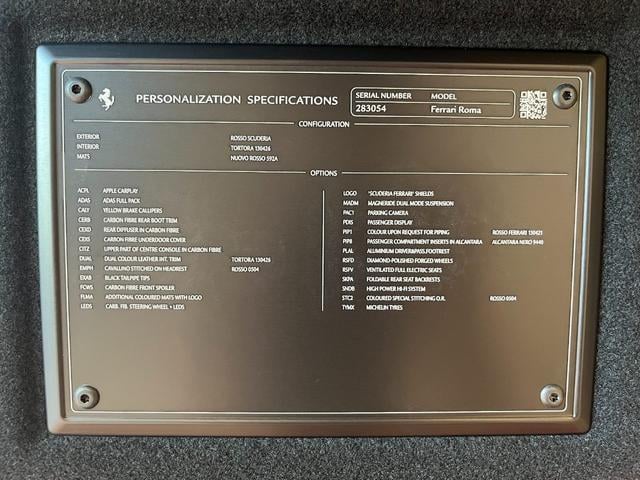 PERSONALIZATION SPECIFICATIONS
SERIAL NUMBER MODEL
283054 Ferrari Roma
CONFIGURATION
EXTERIOR ROSSO SCUDERIA
INTERIOR TORTORA 130426
MATS NUOVO ROSSO 592A
OPTIONS
ACPL APPLE CARPLAY
ADAS ADAS FULL PACK
CALY YELLOW BRAKE CALLIPERS
CERB CARBON FIBRE REAR BOOT TRIM
CEXD REAR DIFFUSER IN CARBON FIBRE
CEXS CARBON FIBRE UNDERDOOR COVER
CITZ UPPER PART OF CENTRE CONSOLE IN CARBON FIBRE
DUAL DUAL COLOUR LEATHER INT. TRIM TORTORA 130426
EMPH CAVALLINO STITCHED ON HEADREST ROSSO 0504
EXAB BLACK TAILPIPE TIPS
FCWS CARBON FIBRE FRONT SPOILER
FLMA ADDITIONAL COLOURED MATS WITH LOGO
LEDS CARB. FIB. STEERING WHEEL + LEDS
LOGO "SCUDERIA FERRARI" SHIELDS
MADM MAGNERIDE DUAL MODE SUSPENSION
PAC1 PARKING CAMERA
PDIS PASSENGER DISPLAY
PIP1 COLOUR UPON REQUEST FOR PIPING ROSSO FERRARI 130421
PIP8 PASSENGER COMPARTMENT INSERTS IN ALCANTARA ALCANTARA NERO 9440
PLAL ALUMINIUM DRIVER&PASS.FOOTREST
RSFD DIAMOND-POLISHED FORGED WHEELS
RSFV VENTILATED FULL ELECTRIC SEATS
SKPA FOLDABLE REAR SEAT BACKRESTS
SNDB HIGH POWER HI-FI SYSTEM
STC2 COLOURED SPECIAL STITCHING O.R. ROSSO 0504
TYMX MICHELIN TYRES